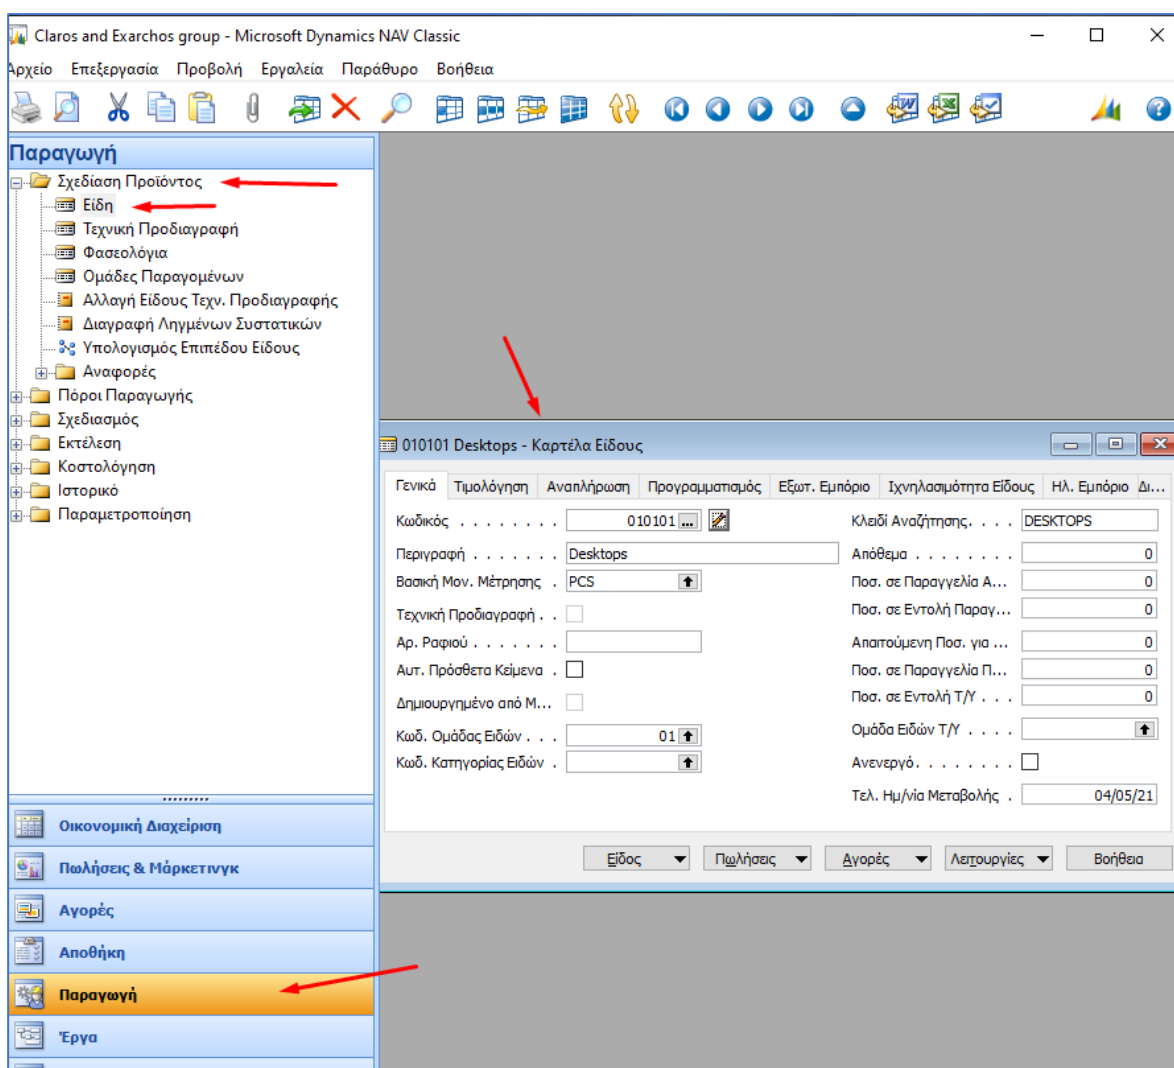 Claros and Exarchos group - Microsoft Dynamics NAV Classic
Αρχείο Επεξεργασία Προβολή Εργαλεία Παράθυρο Βοήθεια
Παραγωγή
Σχεδίαση Προϊόντος
Είδη
Τεχνική Προδιαγραφή
Φασεολόγια
Ομάδες Παραγομένων
Αλλαγή Είδους Τεχν. Προδιαγραφής
Διαγραφή Ληγμένων Συστατικών
Υπολογισμός Επιπέδου Είδους
Αναφορές
Πόροι Παραγωγής
Σχεδιασμός
Εκτέλεση
Κοστολόγηση
Ιστορικό
Παραμετροποίηση
Οικονομική Διαχείριση
Πωλήσεις & Μάρκετινγκ
Αγορές
Αποθήκη
Παραγωγή
Έργα
010101 Desktops - Καρτέλα Είδους
Γενικά Τιμολόγηση Αναπλήρωση Προγραμματισμός Εξωτ. Εμπόριο Ιχνηλασιμότητα Είδους Ηλ. Εμπόριο Δι...
Κωδικός . . . . . . . . 010101 ...
Περιγραφή . . . . . . . Desktops
Βασική Μον. Μέτρησης . PCS
Τεχνική Προδιαγραφή . .
Αρ. Ραφιού . . . . . . .
Αυτ. Πρόσθετα Κείμενα .
Δημιουργημένο από Μ...
Κωδ. Ομάδας Ειδών . . . 01
Κωδ. Κατηγορίας Ειδών .
Κλειδί Αναζήτησης. . . . DESKTOPS
Απόθεμα . . . . . . . . 0
Ποσ. σε Παραγγελία Α... 0
Ποσ. σε Εντολή Παραγ... 0
Απαιτούμενη Ποσ. για ... 0
Ποσ. σε Παραγγελία Π... 0
Ποσ. σε Εντολή Τ/Υ . . . 0
Ομάδα Ειδών Τ/Υ . . . .
Ανενεργό. . . . . . . .
Τελ. Ημ/νία Μεταβολής . 04/05/21
Είδος Πωλήσεις Αγορές Λειτουργίες Βοήθεια